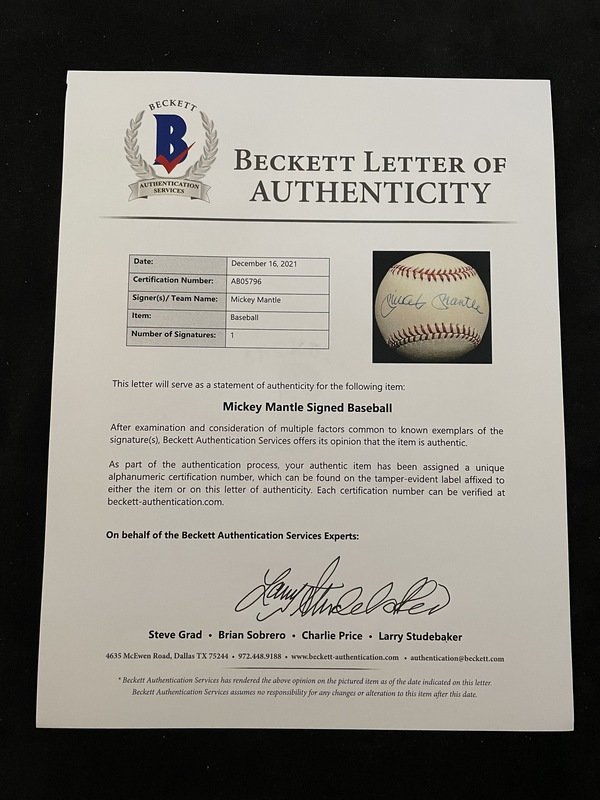 BECKETT
B
AUTHENTICATION
SERVICES
BECKETT LETTER OF
AUTHENTICITY
Date: December 16, 2021
Certification Number: AB05796
Signer(s)/ Team Name: Mickey Mantle
Item: Baseball
Number of Signatures: 1
Mickey Mantle
This letter will serve as a statement of authenticity for the following item:
Mickey Mantle Signed Baseball
After examination and consideration of multiple factors common to known exemplars of the
signature(s), Beckett Authentication Services offers its opinion that the item is authentic.
As part of the authentication process, your authentic item has been assigned a unique
alphanumeric certification number, which can be found on the tamper-evident label affixed to
either the item or on this letter of authenticity. Each certification number can be verified at
beckett-authentication.com.
On behalf of the Beckett Authentication Services Experts:
Larry Studebaker
Steve Grad • Brian Sobrero • Charlie Price • Larry Studebaker
4635 McEwen Road, Dallas TX 75244 • 972.448.9188 • www.beckett-authentication.com • authentication@beckett.com
* Beckett Authentication Services has rendered the above opinion on the pictured item as of the date indicated on this letter.
Beckett Authentication Services assumes no responsibility for any changes or alteration to this item after this date.